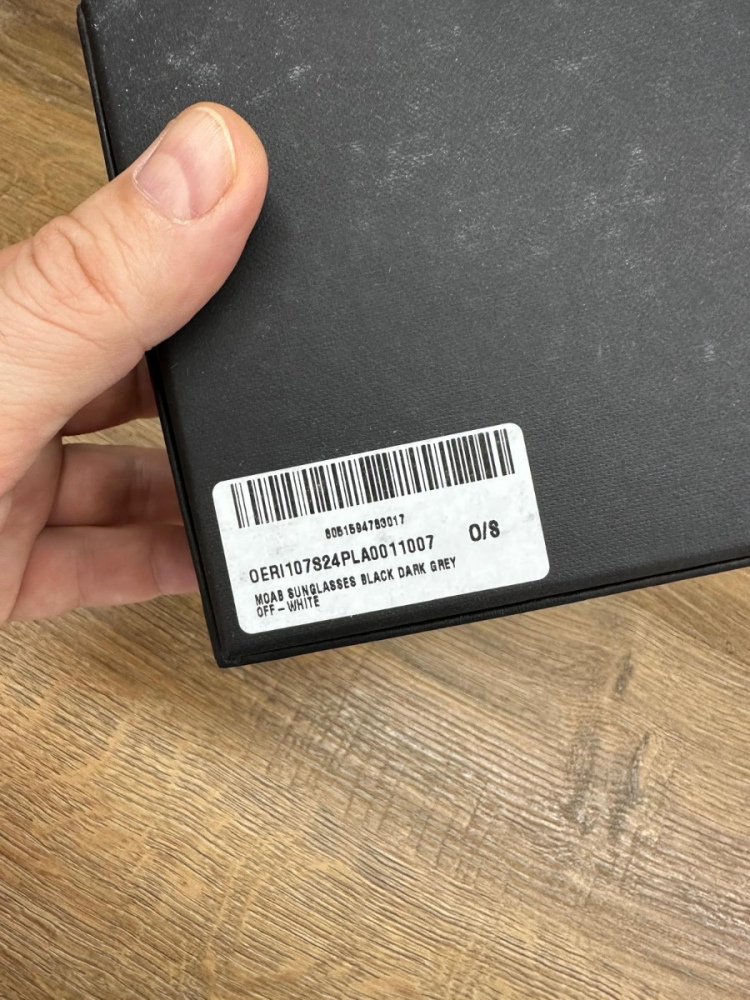 8051594783017
OERI107S24PLA0011007 O/S
MOAB SUNGLASSES BLACK DARK GREY
OFF-WHITE